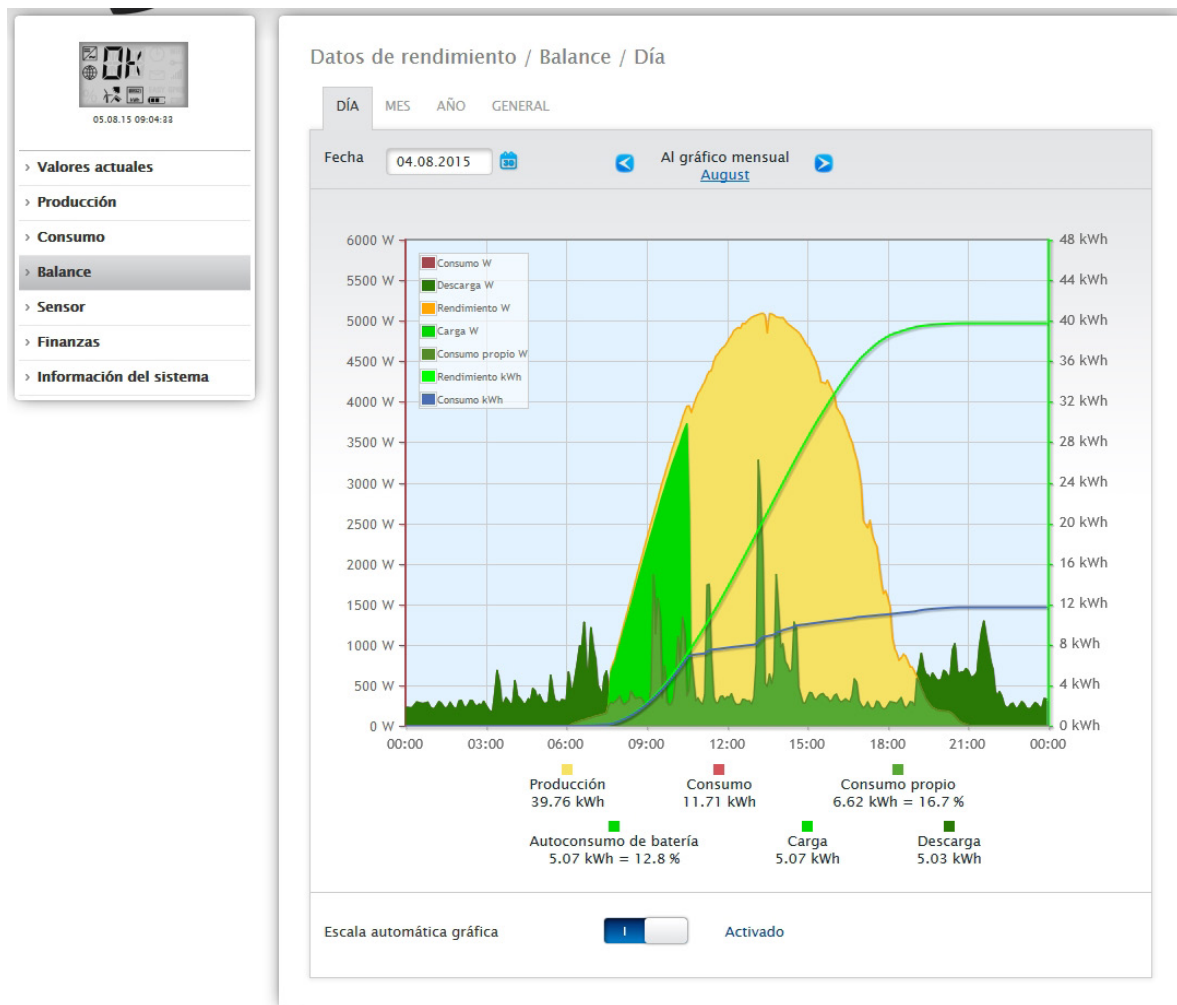 OK
05.08.15 09:04:33
› Valores actuales
› Producción
› Consumo
› Balance
› Sensor
› Finanzas
› Información del sistema
Datos de rendimiento / Balance / Día
DÍA MES AÑO GENERAL
Fecha 04.08.2015 30 Al gráfico mensual
August
6000 W
5500 W
5000 W
4500 W
4000 W
3500 W
3000 W
2500 W
2000 W
1500 W
1000 W
500 W
0 W
Consumo W
Descarga W
Rendimiento W
Carga W
Consumo propio W
Rendimiento kWh
Consumo kWh
48 kWh
44 kWh
40 kWh
36 kWh
32 kWh
28 kWh
24 kWh
20 kWh
16 kWh
12 kWh
8 kWh
4 kWh
0 kWh
00:00 03:00 06:00 09:00 12:00 15:00 18:00 21:00 00:00
Producción Consumo Consumo propio
39.76 kWh 11.71 kWh 6.62 kWh = 16.7 %
Autoconsumo de batería Carga Descarga
5.07 kWh = 12.8 % 5.07 kWh 5.03 kWh
Escala automática gráfica I Activado